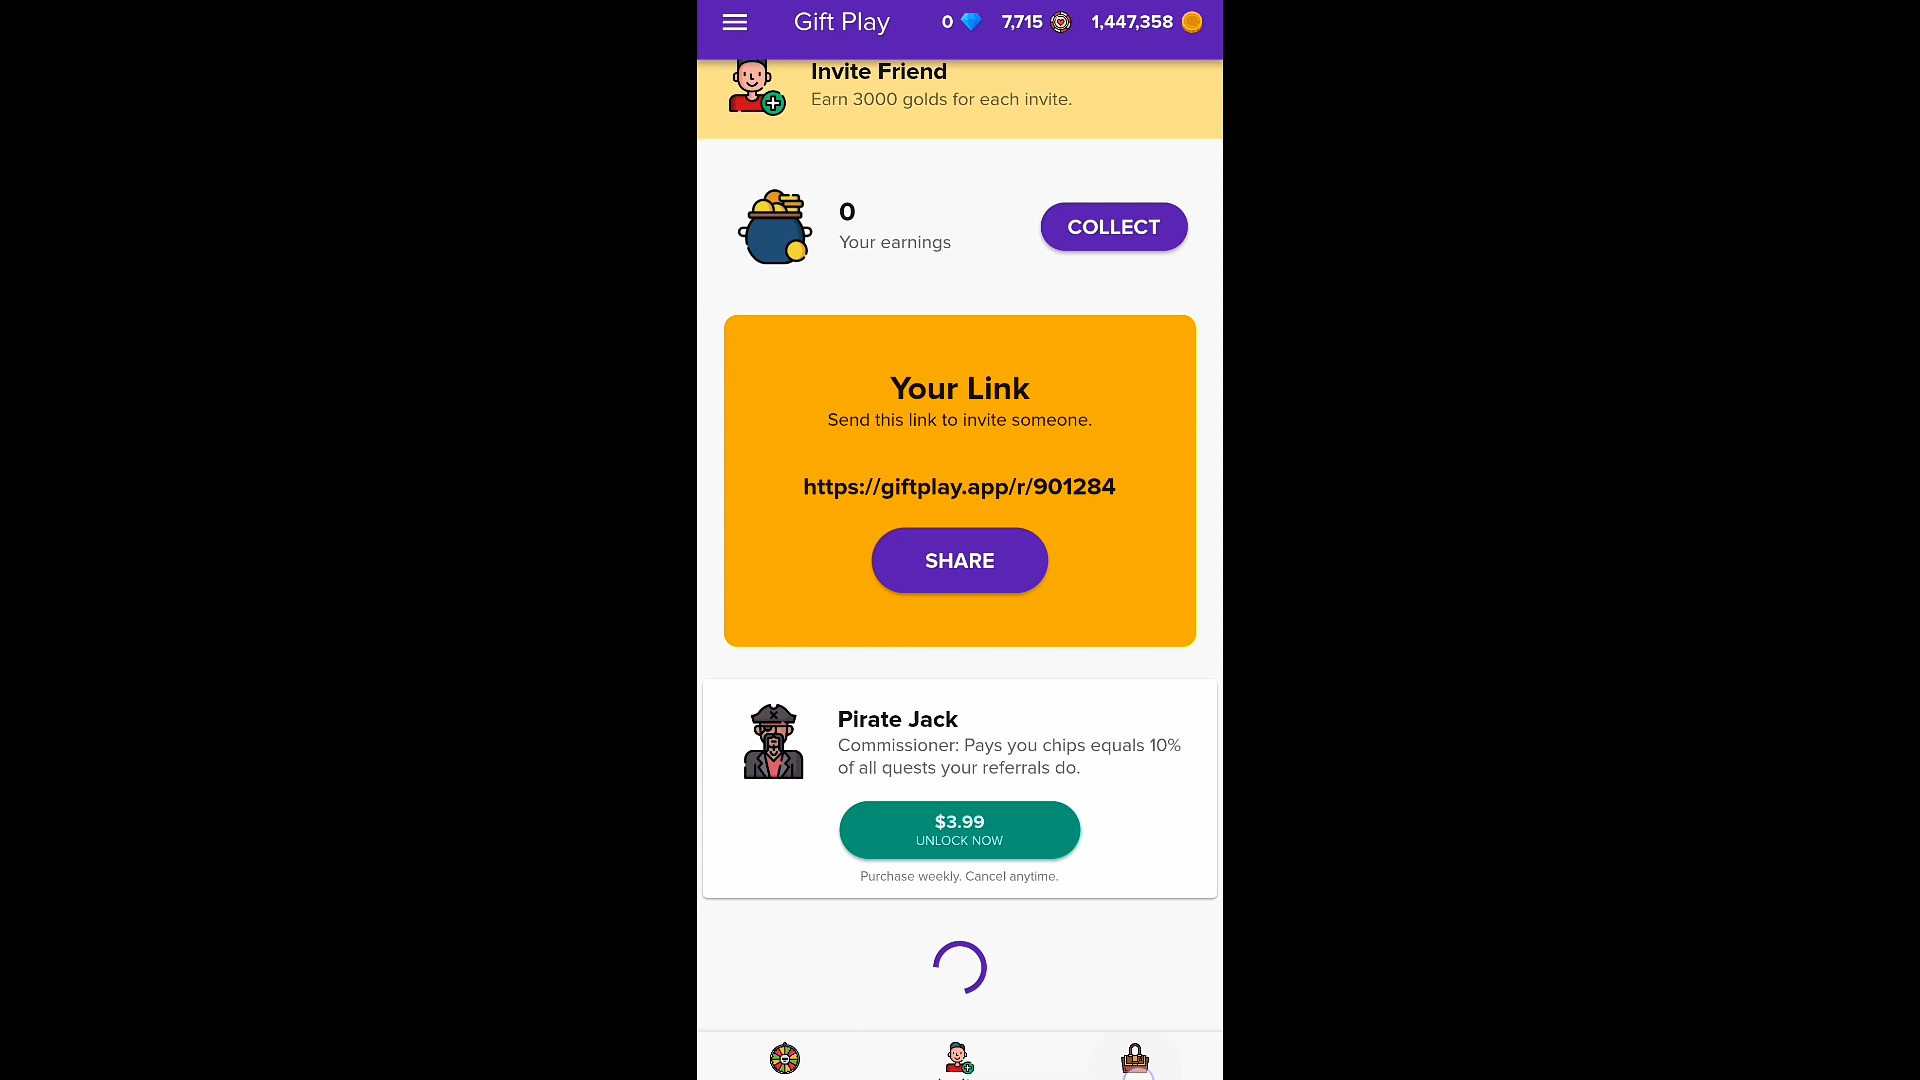 Gift Play 0 7,715 1,447,358
Invite Friend
Earn 3000 golds for each invite.
0
Your earnings
COLLECT
Your Link
Send this link to invite someone.
https://giftplay.app/r/901284
SHARE
Pirate Jack
Commissioner: Pays you chips equals 10%
of all quests your referrals do.
$3.99
UNLOCK NOW
Purchase weekly. Cancel anytime.